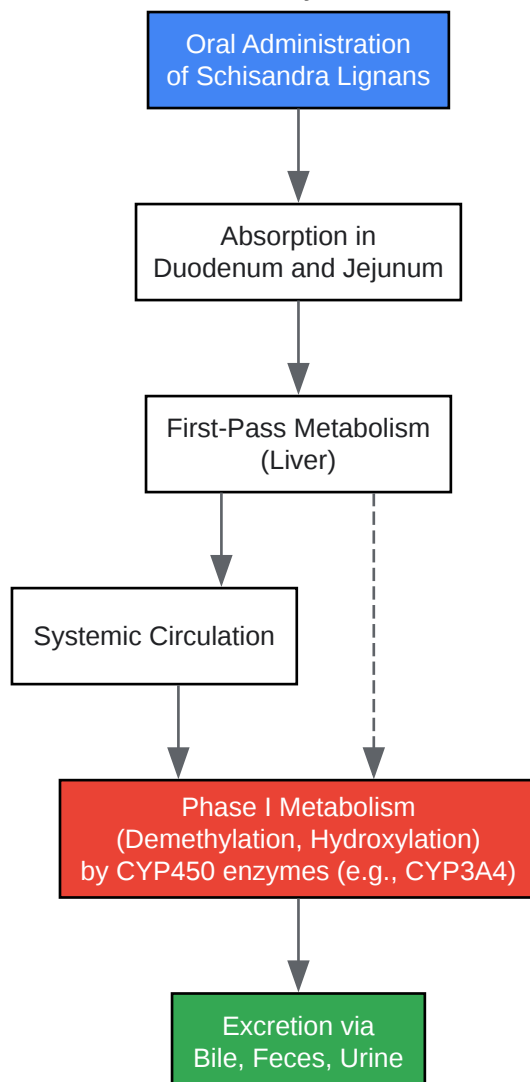 Oral Administration
of Schisandra Lignans
Absorption in
Duodenum and Jejunum
First-Pass Metabolism
(Liver)
Systemic Circulation
Phase I Metabolism
(Demethylation, Hydroxylation)
by CYP450 enzymes (e.g., CYP3A4)
Excretion via
Bile, Feces, Urine